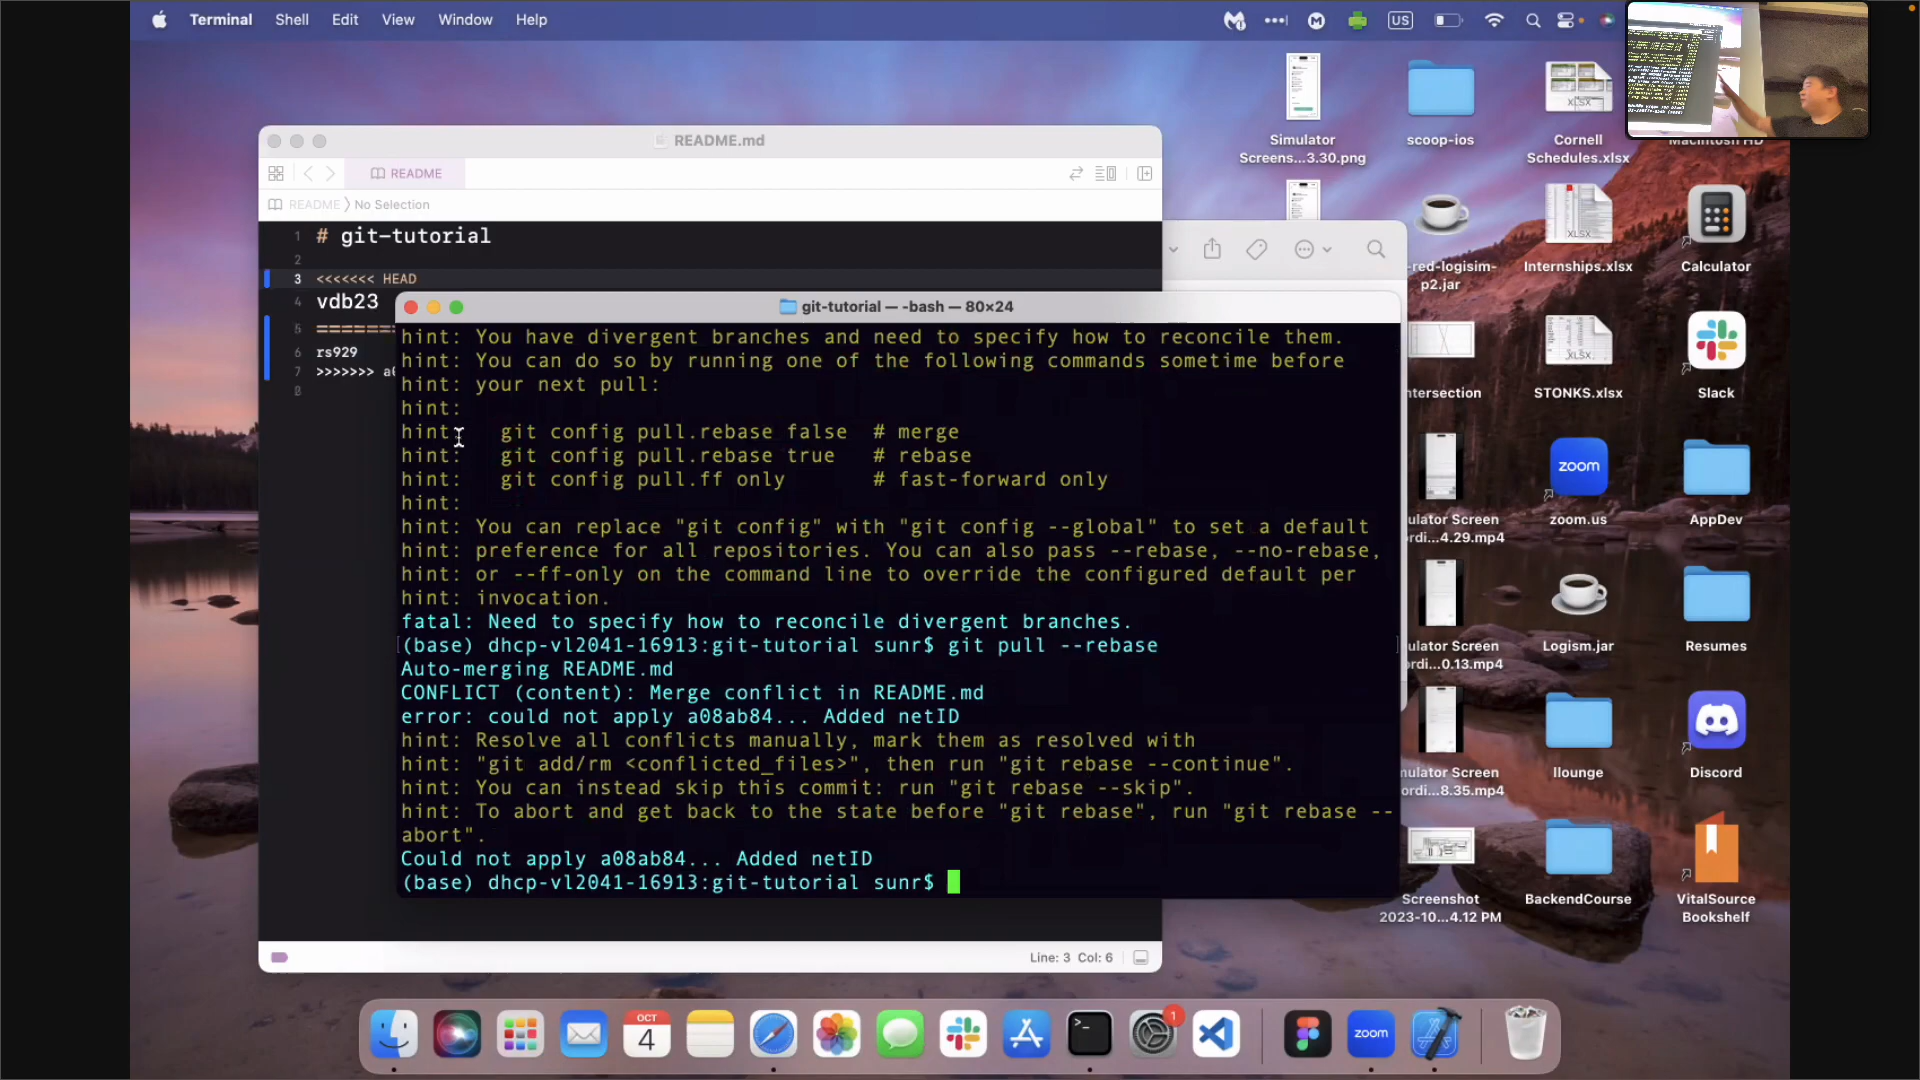 Terminal Shell Edit View Window Help
US
README.md
README
README No Selection
1 # git-tutorial
2
3 <<<<<<< HEAD
4 vdb23
5
6 rs929
7 >>>>>>>
8
git-tutorial — -bash — 80×24
hint: You have divergent branches and need to specify how to reconcile them.
hint: You can do so by running one of the following commands sometime before
hint: your next pull:
hint:
hint: git config pull.rebase false # merge
hint: git config pull.rebase true # rebase
hint: git config pull.ff only # fast-forward only
hint:
hint: You can replace "git config" with "git config --global" to set a default
hint: preference for all repositories. You can also pass --rebase, --no-rebase,
hint: or --ff-only on the command line to override the configured default per
hint: invocation.
fatal: Need to specify how to reconcile divergent branches.
(base) dhcp-vl2041-16913:git-tutorial sunr$ git pull --rebase
Auto-merging README.md
CONFLICT (content): Merge conflict in README.md
error: could not apply a08ab84... Added netID
hint: Resolve all conflicts manually, mark them as resolved with
hint: "git add/rm <conflicted_files>", then run "git rebase --continue".
hint: You can instead skip this commit: run "git rebase --skip".
hint: To abort and get back to the state before "git rebase", run "git rebase --
abort".
Could not apply a08ab84... Added netID
(base) dhcp-vl2041-16913:git-tutorial sunr$
Line: 3 Col: 6
Simulator
Screens...3.30.png
scoop-ios
XLSX
Cornell
Schedules.xlsx
Macintosh HD
-red-logisim-
p2.jar
XLSX
Internships.xlsx
Calculator
ntersection
XLSX
STONKS.xlsx
Slack
ulator Screen
rdi...4.29.mp4
zoom
zoom.us
AppDev
ulator Screen
ordi...0.13.mp4
Logism.jar
Resumes
nulator Screen
ordi...8.35.mp4
llounge
Discord
Screenshot
2023-10...4.12 PM
BackendCourse
VitalSource
Bookshelf
OCT
4
1
zoom